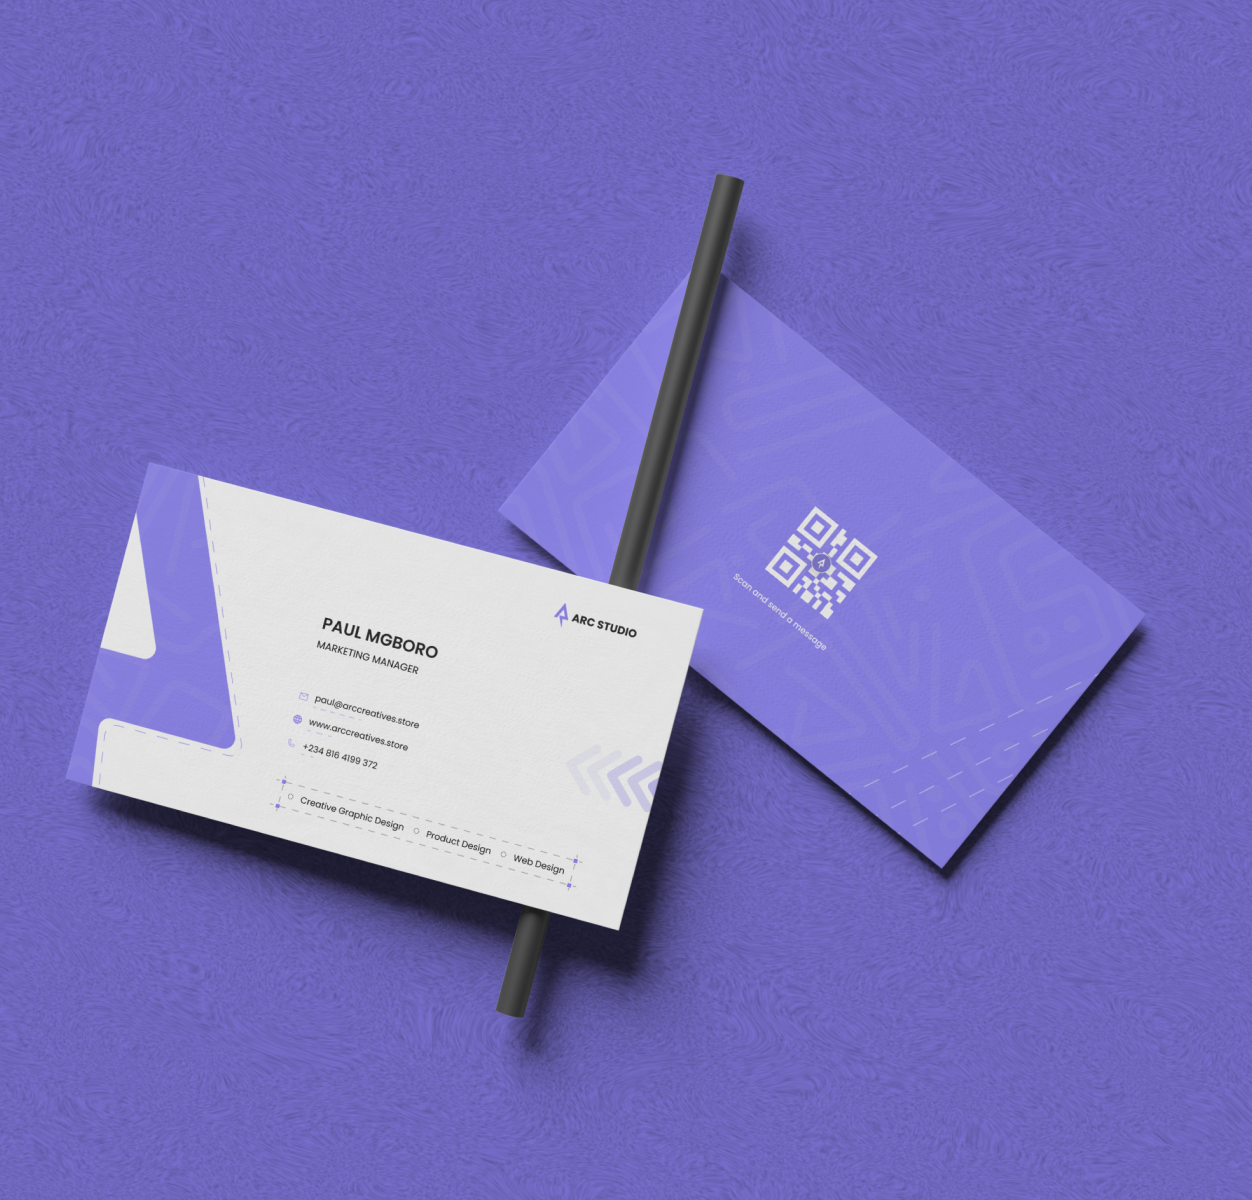 ARC STUDIO
PAUL MGBORO
MARKETING MANAGER
paul@arccreatives.store
www.arccreatives.store
+234 816 4199 372
Creative Graphic Design
Product Design
Web Design
Scan and send a message